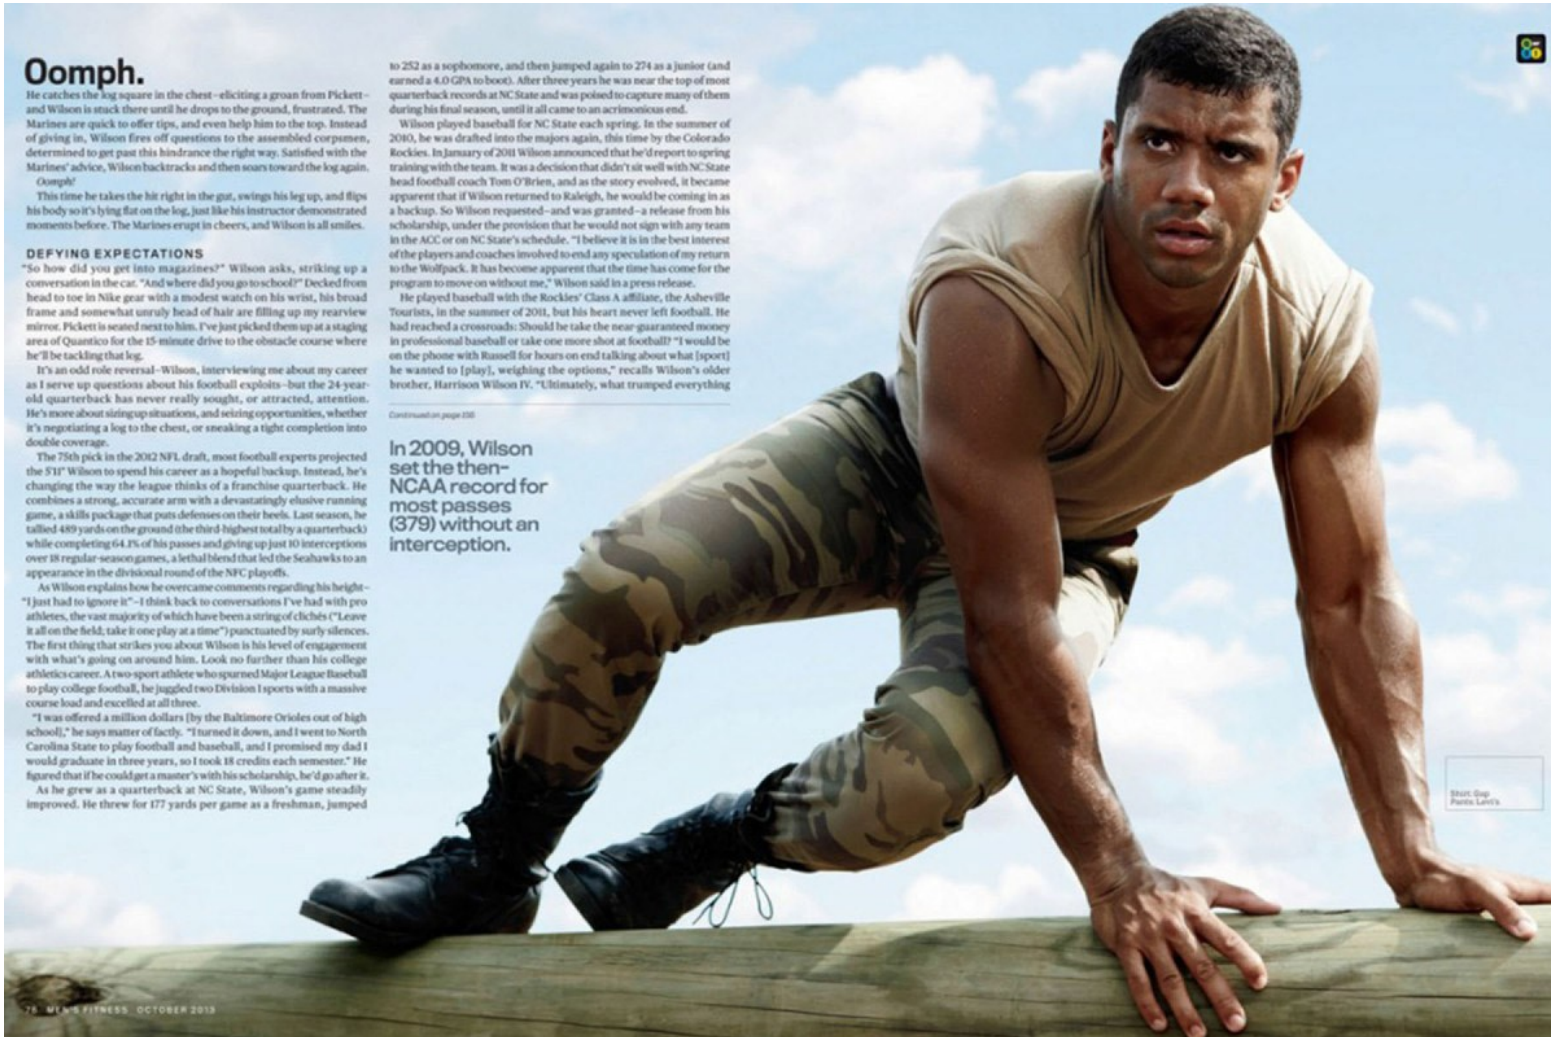 Oomph.
He catches the log square in the chest—eliciting a groan from Pickett—
and Wilson is stuck there until he drops to the ground, frustrated. The
Marines are quick to offer tips, and even help him to the top. Instead
of giving in, Wilson fires off questions to the assembled corpsmen,
determined to get past this hindrance the right way. Satisfied with the
Marines' advice, Wilson backtracks and then soars toward the log again.
Oomph!
This time he takes the hit right in the gut, swings his leg up, and flips
his body so it's lying flat on the log, just like his instructor demonstrated
moments before. The Marines erupt in cheers, and Wilson is all smiles.
DEFYING EXPECTATIONS
"So how did you get into magazines?" Wilson asks, striking up a
conversation in the car. "And where did you go to school?" Decked from
head to toe in Nike gear with a modest watch on his wrist, his broad
frame and somewhat unruly head of hair are filling up my rearview
mirror. Pickett is seated next to him. I've just picked them up at a staging
area of Quantico for the 15-minute drive to the obstacle course where
he'll be tackling that log.
It's an odd role reversal—Wilson, interviewing me about my career
as I serve up questions about his football exploits—but the 24-year-
old quarterback has never really sought, or attracted, attention.
He's more about sizing up situations, and seizing opportunities, whether
it's negotiating a log to the chest, or sneaking a tight completion into
double coverage.
The 75th pick in the 2012 NFL draft, most football experts projected
the 5'11" Wilson to spend his career as a hopeful backup. Instead, he's
changing the way the league thinks of a franchise quarterback. He
combines a strong, accurate arm with a devastatingly elusive running
game, a skills package that puts defenses on their heels. Last season, he
tallied 489 yards on the ground (the third-highest total by a quarterback)
while completing 64.1% of his passes and giving up just 10 interceptions
over 18 regular-season games, a lethal blend that led the Seahawks to an
appearance in the divisional round of the NFC playoffs.
As Wilson explains how he overcame comments regarding his height—
"I just had to ignore it"—I think back to conversations I've had with pro
athletes, the vast majority of which have been a string of clichés ("Leave
it all on the field; take it one play at a time") punctuated by surly silences.
The first thing that strikes you about Wilson is his level of engagement
with what's going on around him. Look no further than his college
athletics career. A two-sport athlete who spurned Major League Baseball
to play college football, he juggled two Division I sports with a massive
course load and excelled at all three.
"I was offered a million dollars [by the Baltimore Orioles out of high
school]," he says matter of factly. "I turned it down, and I went to North
Carolina State to play football and baseball, and I promised my dad I
would graduate in three years, so I took 18 credits each semester." He
figured that if he could get a master's with his scholarship, he'd go after it.
As he grew as a quarterback at NC State, Wilson's game steadily
improved. He threw for 177 yards per game as a freshman, jumped
to 252 as a sophomore, and then jumped again to 274 as a junior (and
earned a 4.0 GPA to boot). After three years he was near the top of most
quarterback records at NC State and was poised to capture many of them
during his final season, until it all came to an acrimonious end.
Wilson played baseball for NC State each spring. In the summer of
2010, he was drafted into the majors again, this time by the Colorado
Rockies. In January of 2011 Wilson announced that he'd report to spring
training with the team. It was a decision that didn't sit well with NC State
head football coach Tom O'Brien, and as the story evolved, it became
apparent that if Wilson returned to Raleigh, he would be coming in as
a backup. So Wilson requested—and was granted—a release from his
scholarship, under the provision that he would not sign with any team
in the ACC or on NC State's schedule. "I believe it is in the best interest
of the players and coaches involved to end any speculation of my return
to the Wolfpack. It has become apparent that the time has come for the
program to move on without me," Wilson said in a press release.
He played baseball with the Rockies' Class A affiliate, the Asheville
Tourists, in the summer of 2011, but his heart never left football. He
had reached a crossroads: Should he take the near-guaranteed money
in professional baseball or take one more shot at football? "I would be
on the phone with Russell for hours on end talking about what [sport]
he wanted to [play], weighing the options," recalls Wilson's older
brother, Harrison Wilson IV. "Ultimately, what trumped everything
Continued on page
In 2009, Wilson
set the then-
NCAA record for
most passes
(379) without an
interception.
Shirt: Gap
Pants: Levi's
78 MEN'S FITNESS OCTOBER 2013